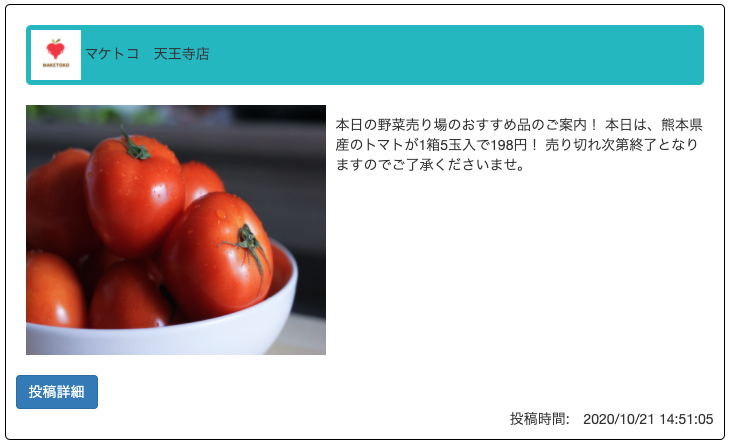 MAKETOKO
マケトコ　天王寺店
本日の野菜売り場のおすすめ品のご案内！ 本日は、熊本県
産のトマトが1箱5玉入で198円！ 売り切れ次第終了となり
ますのでご了承くださいませ。
投稿詳細
投稿時間:　2020/10/21 14:51:05